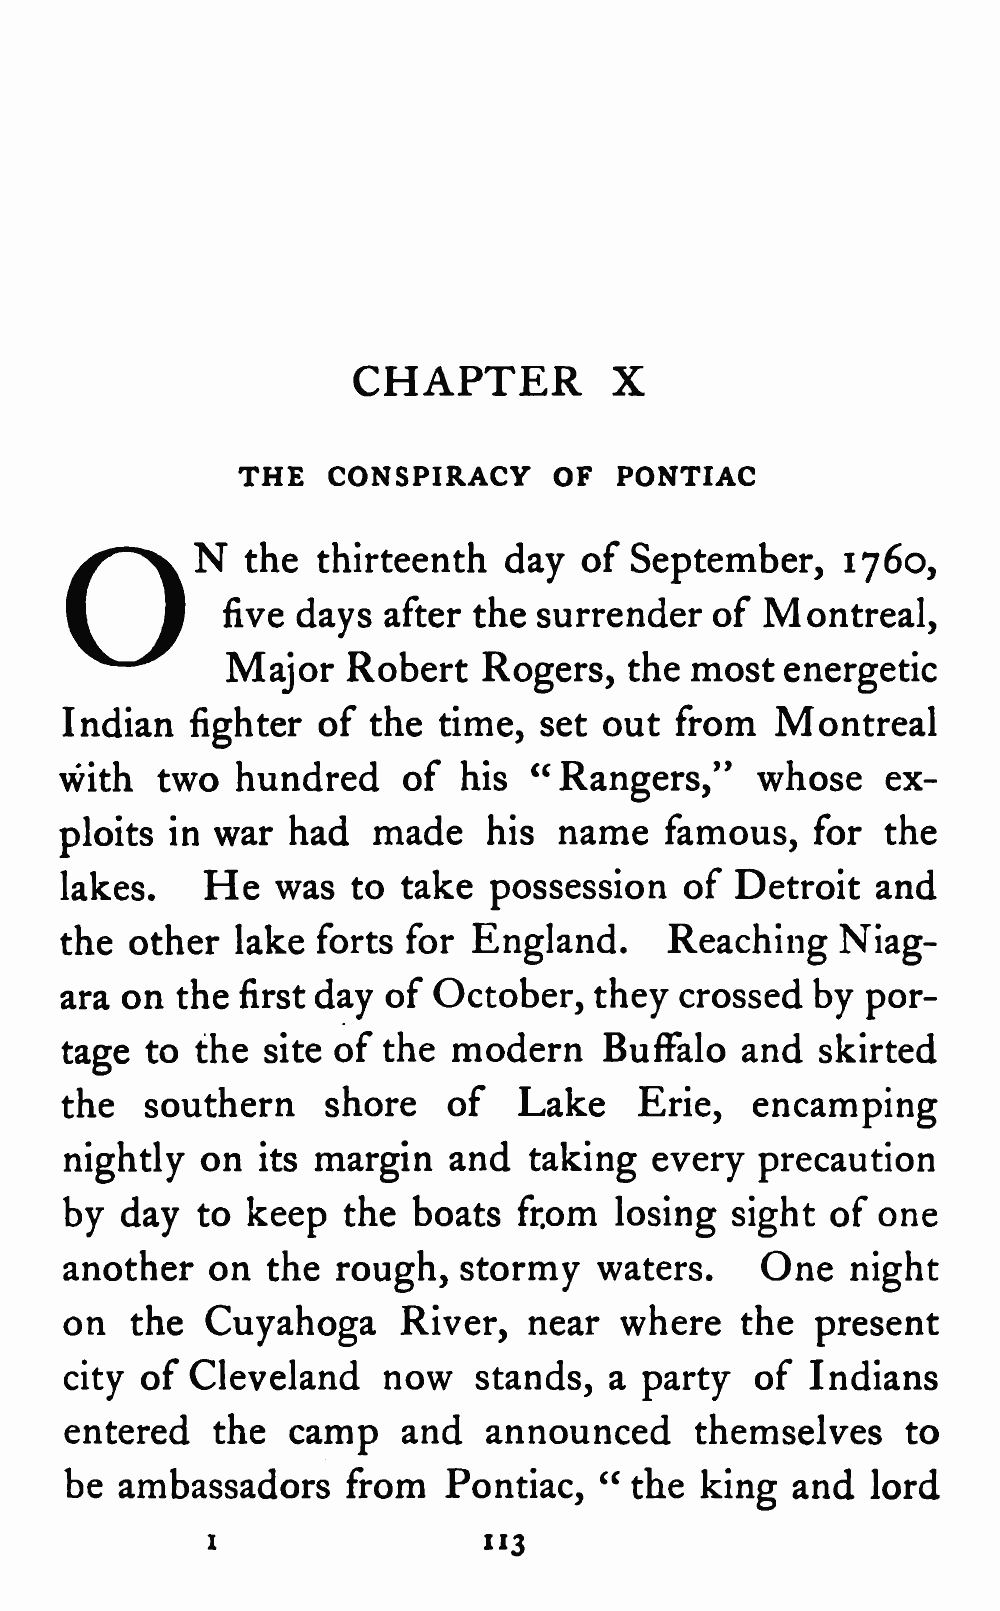 CHAPTER X
THE CONSPIRACY OF PONTIAC
ON the thirteenth day of September, 1760,
five days after the surrender of Montreal,
Major Robert Rogers, the most energetic
Indian fighter of the time, set out from Montreal
with two hundred of his “Rangers,” whose ex-
ploits in war had made his name famous, for the
lakes. He was to take possession of Detroit and
the other lake forts for England. Reaching Niag-
ara on the first day of October, they crossed by por-
tage to the site of the modern Buffalo and skirted
the southern shore of Lake Erie, encamping
nightly on its margin and taking every precaution
by day to keep the boats from losing sight of one
another on the rough, stormy waters. One night
on the Cuyahoga River, near where the present
city of Cleveland now stands, a party of Indians
entered the camp and announced themselves to
be ambassadors from Pontiac, “the king and lord
I 113